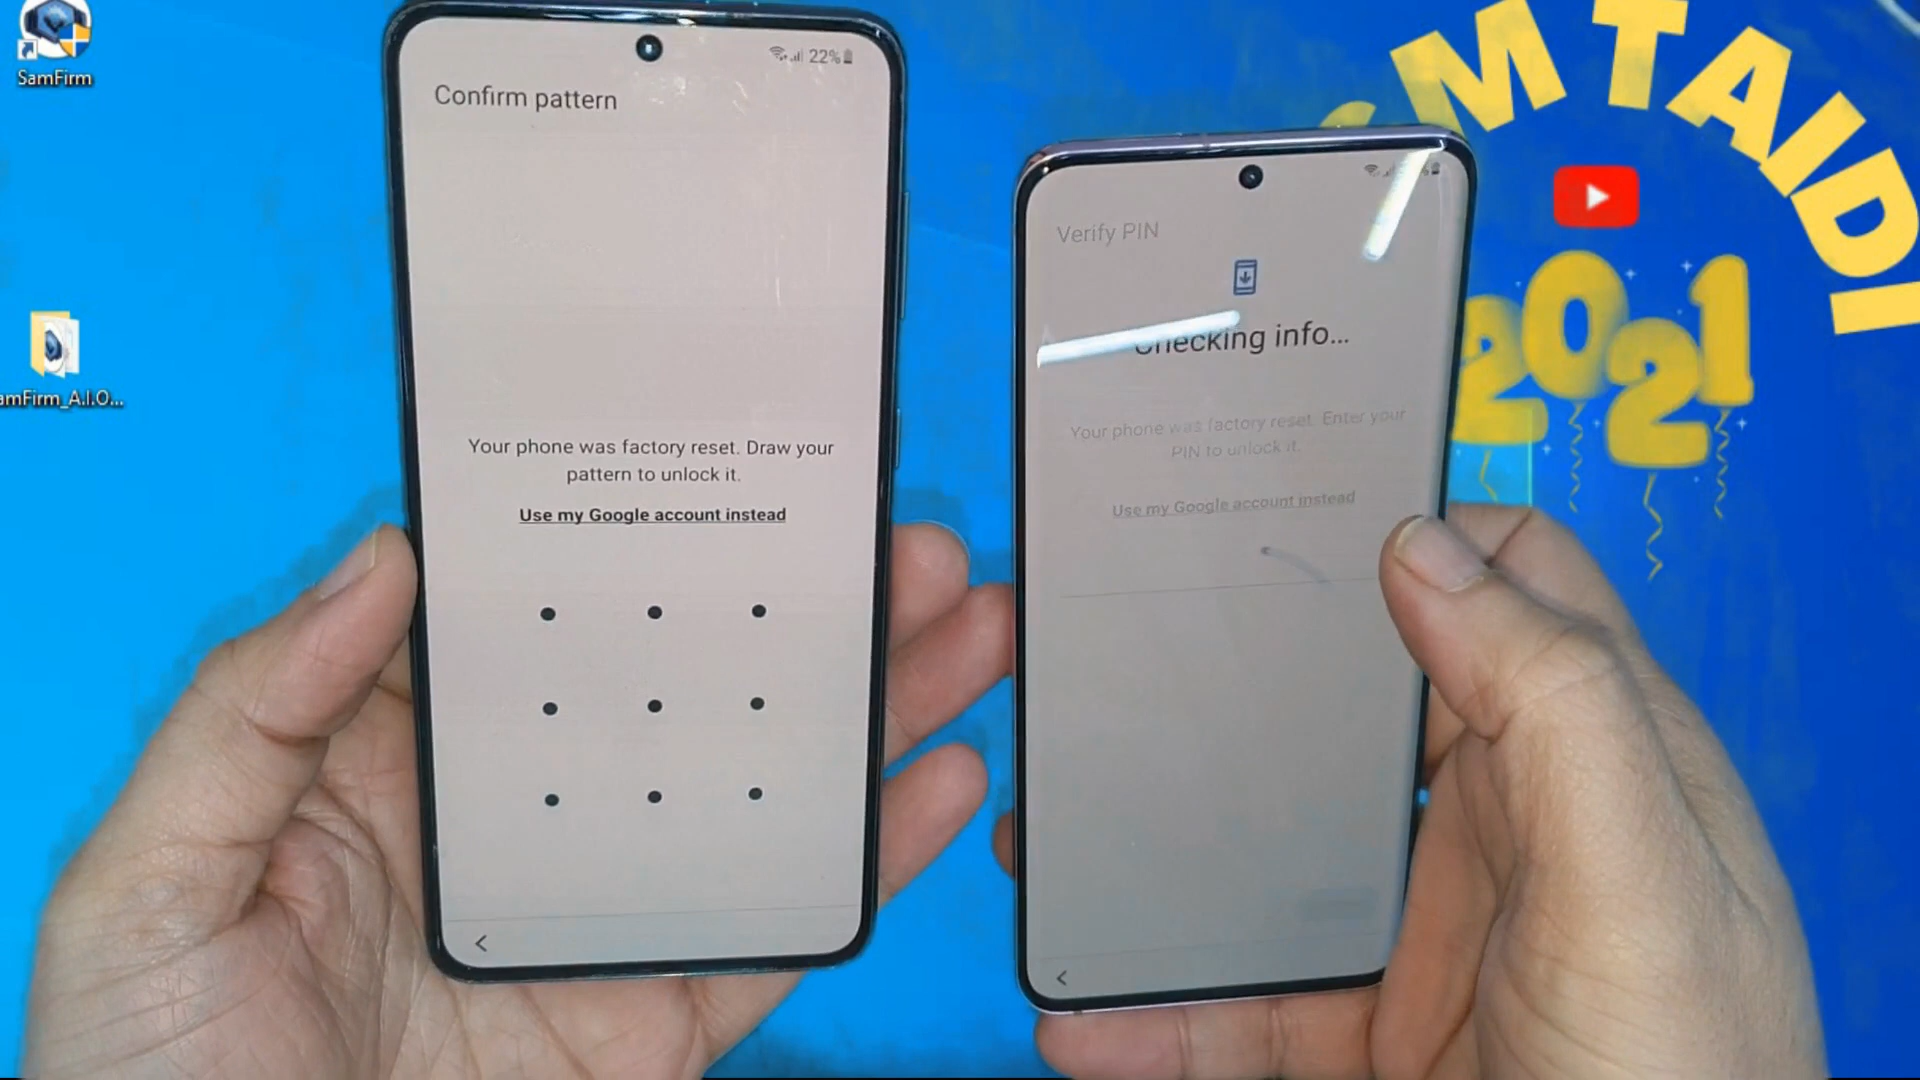 SamFirm
amFirm_A.I.O...
22%
Confirm pattern
Your phone was factory reset. Draw your
pattern to unlock it.
Use my Google account instead
Verify PIN
Checking info...
Your phone was factory reset. Enter your
PIN to unlock it.
Use my Google account instead
SMTAIDI
2021